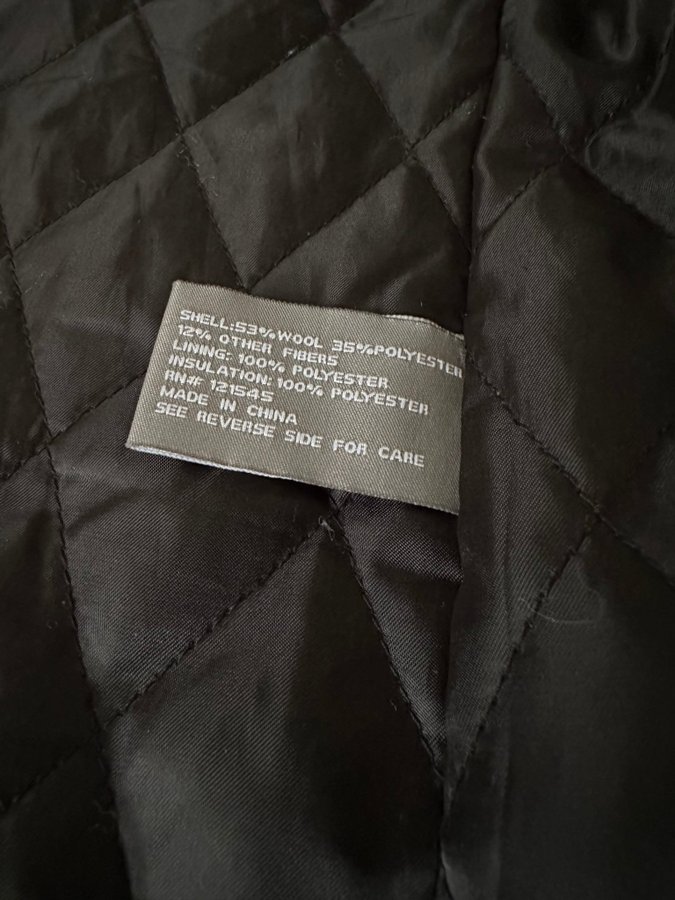 SHELL:53%WOOL 35%POLYESTER
12% OTHER FIBERS
LINING: 100% POLYESTER
INSULATION:100% POLYESTER
RN# 121545
MADE IN CHINA
SEE REVERSE SIDE FOR CARE